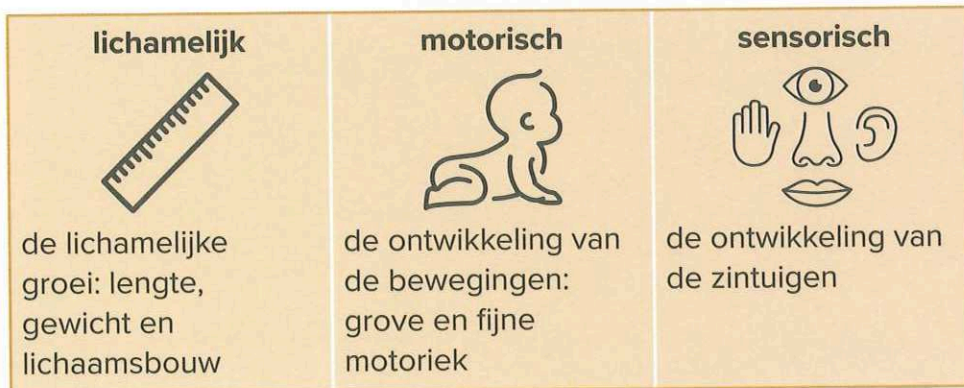 lichamelijk
de lichamelijke
groei: lengte,
gewicht en
lichaamsbouw
motorisch
de ontwikkeling van
de bewegingen:
grove en fijne
motoriek
sensorisch
de ontwikkeling van
de zintuigen